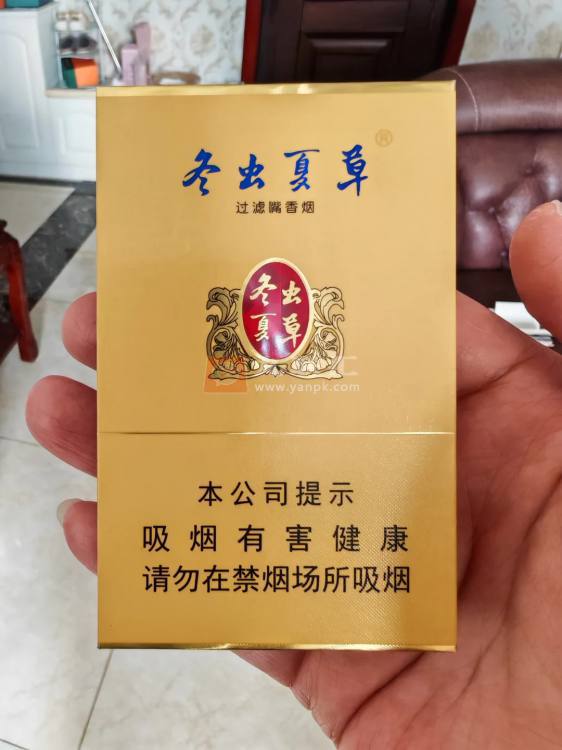 冬虫夏草®
过滤嘴香烟
冬虫
夏草
www.yanpk.com
本公司提示
吸烟有害健康
请勿在禁烟场所吸烟